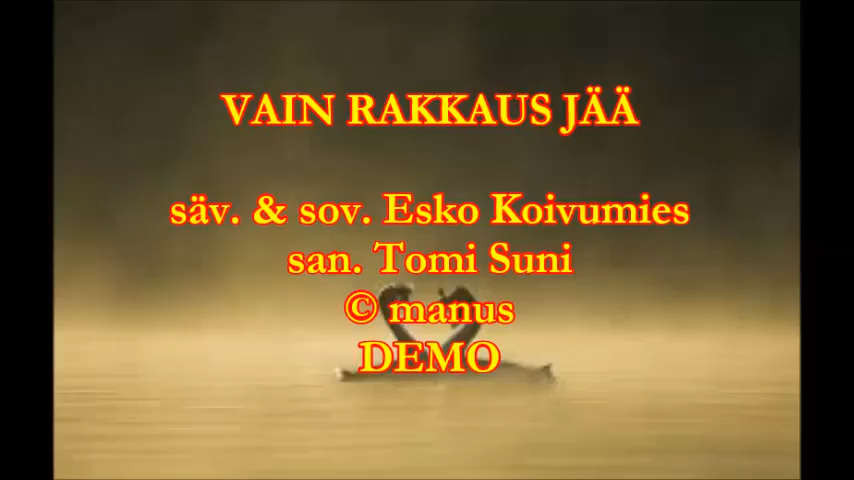 VAIN RAKKAUS JÄÄ
säv. & sov. Esko Koivumies
san. Tomi Suni
© manus
DEMO